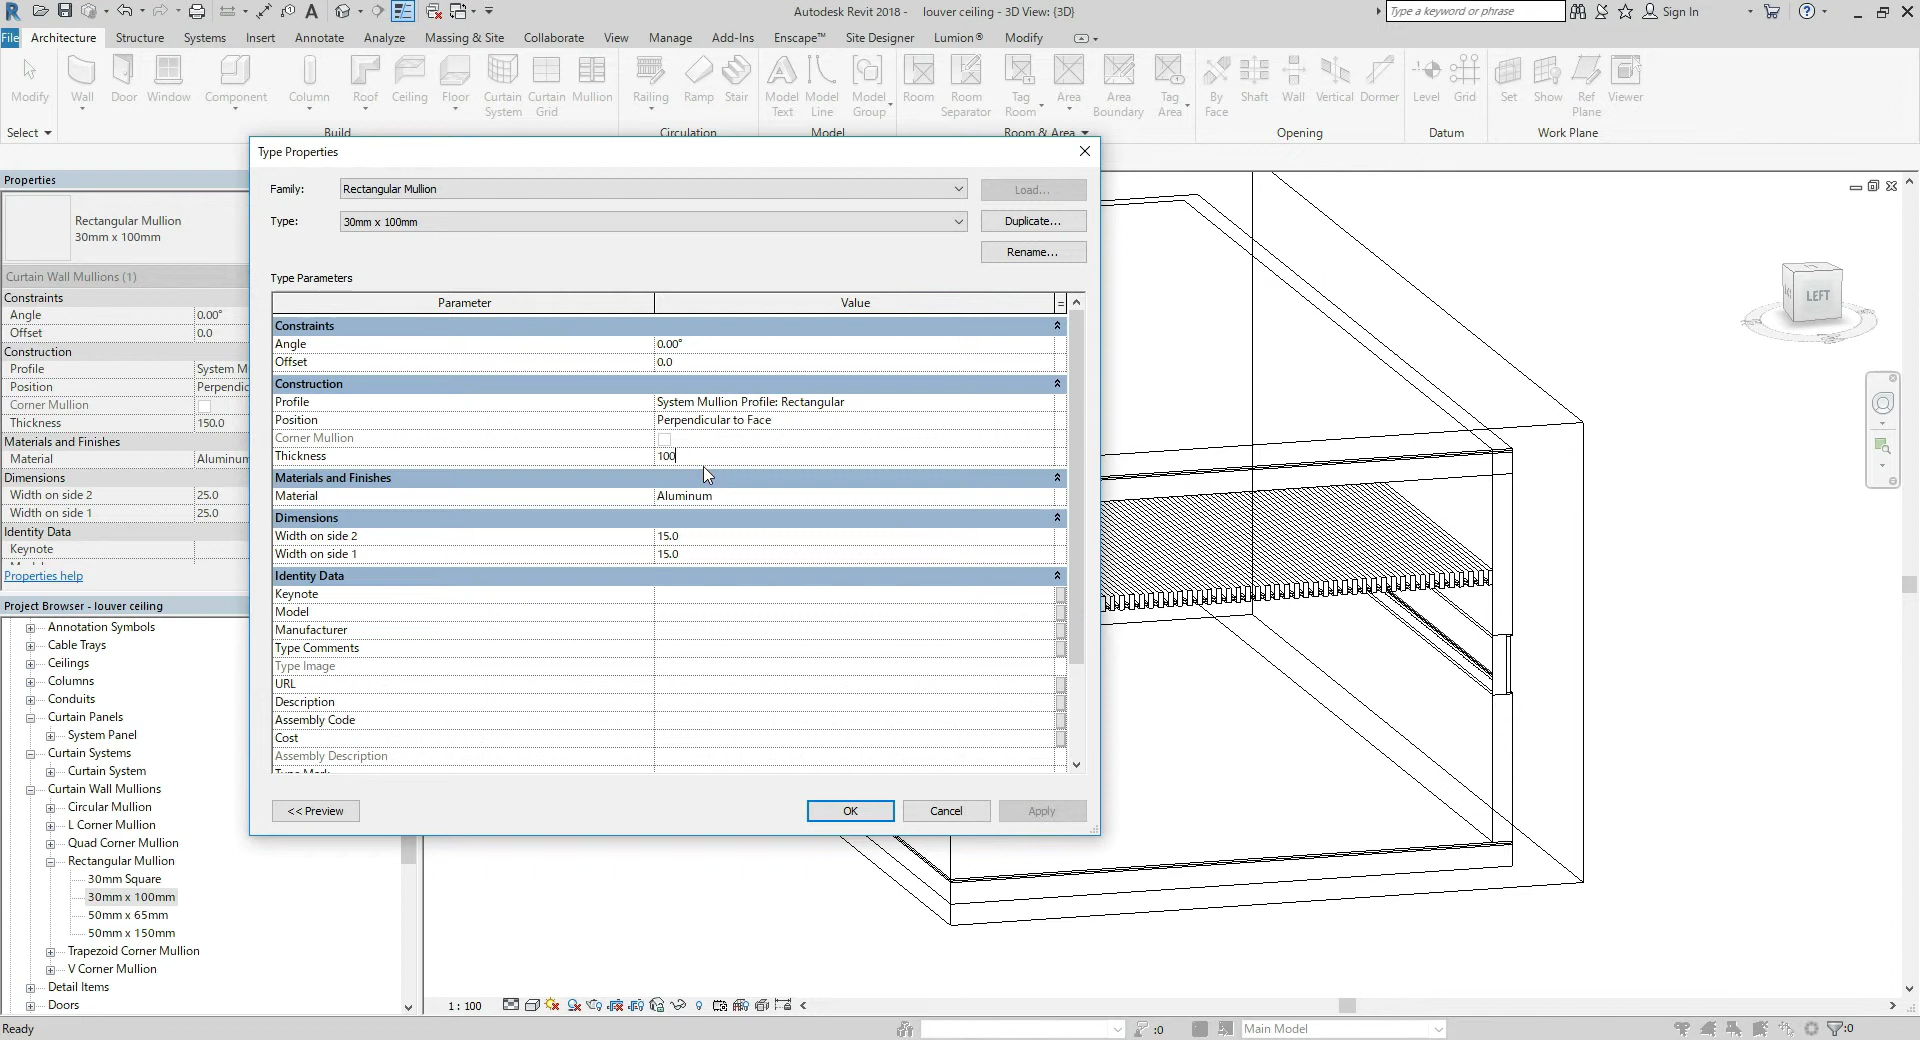 Autodesk Revit 2018 - louver ceiling - 3D View: {3D}
Type a keyword or phrase
Sign In
File Architecture Structure Systems Insert Annotate Analyze Massing & Site Collaborate View Manage Add-Ins Enscape™ Site Designer Lumion® Modify
Modify Wall Door Window Component Column Roof Ceiling Floor Curtain System Curtain Grid Mullion Railing Ramp Stair Model Text Model Line Model Group Room Room Separator Tag Room Area Area Boundary Tag Area By Face Shaft Wall Vertical Dormer Level Grid Set Show Ref Plane Viewer
Select Build Circulation Model Room & Area Opening Datum Work Plane
Properties
Rectangular Mullion
30mm x 100mm
Curtain Wall Mullions (1)
Constraints
Angle 0.00°
Offset 0.0
Construction
Profile System M
Position Perpendic
Corner Mullion
Thickness 150.0
Materials and Finishes
Material Aluminum
Dimensions
Width on side 2 25.0
Width on side 1 25.0
Identity Data
Keynote
Properties help
Project Browser - louver ceiling
Annotation Symbols
Cable Trays
Ceilings
Columns
Conduits
Curtain Panels
System Panel
Curtain Systems
Curtain System
Curtain Wall Mullions
Circular Mullion
L Corner Mullion
Quad Corner Mullion
Rectangular Mullion
30mm Square
30mm x 100mm
50mm x 65mm
50mm x 150mm
Trapezoid Corner Mullion
V Corner Mullion
Detail Items
Doors
Type Properties
Family: Rectangular Mullion Load...
Type: 30mm x 100mm Duplicate...
Rename...
Type Parameters
Parameter Value =
Constraints
Angle 0.00°
Offset 0.0
Construction
Profile System Mullion Profile: Rectangular
Position Perpendicular to Face
Corner Mullion
Thickness 100
Materials and Finishes
Material Aluminum
Dimensions
Width on side 2 15.0
Width on side 1 15.0
Identity Data
Keynote
Model
Manufacturer
Type Comments
Type Image
URL
Description
Assembly Code
Cost
Assembly Description
Type Mark
<< Preview OK Cancel Apply
LEFT
1 : 100
Ready
:0
Main Model
:0